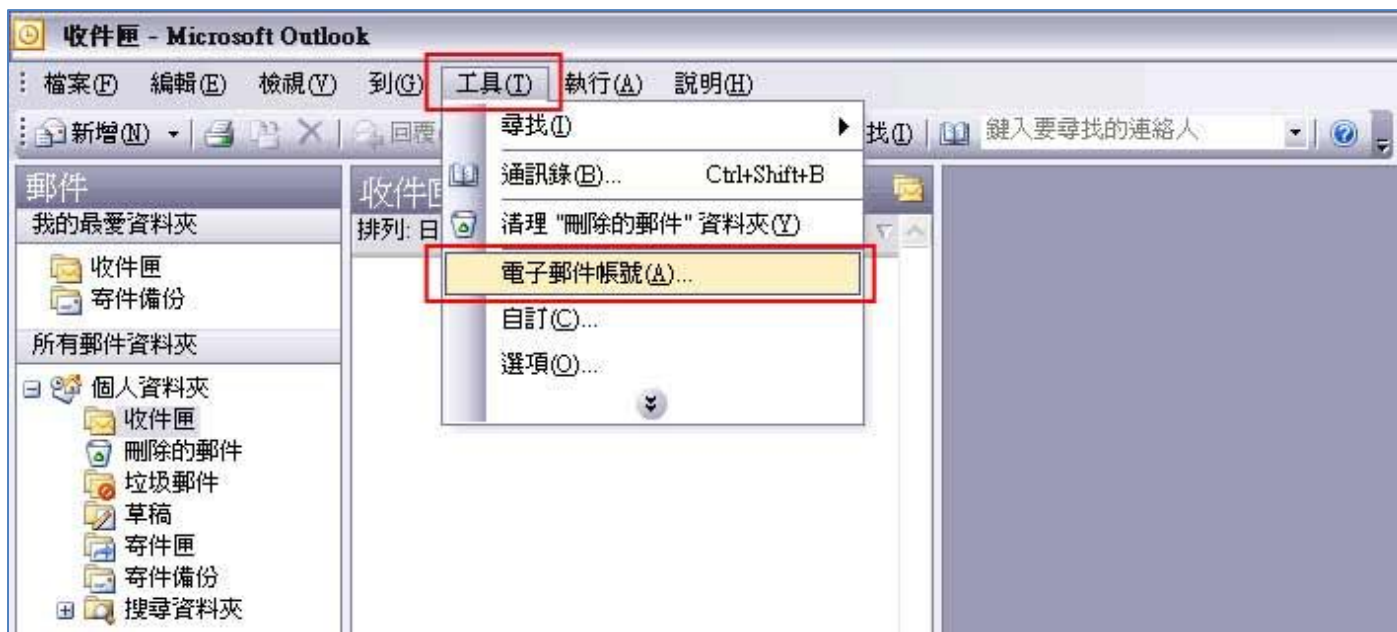 收件匣 - Microsoft Outlook
檔案(F) 編輯(E) 檢視(V) 到(G) 工具(T) 執行(A) 說明(H)
新增(N) 回覆 找(I) 鍵入要尋找的連絡人
尋找(I)
通訊錄(B)... Ctrl+Shift+B
清理 "刪除的郵件" 資料夾(Y)
電子郵件帳號(A)...
自訂(C)...
選項(O)...
郵件
我的最愛資料夾
收件匣
寄件備份
所有郵件資料夾
個人資料夾
收件匣
刪除的郵件
垃圾郵件
草稿
寄件匣
寄件備份
搜尋資料夾
收件匣
排列: 日